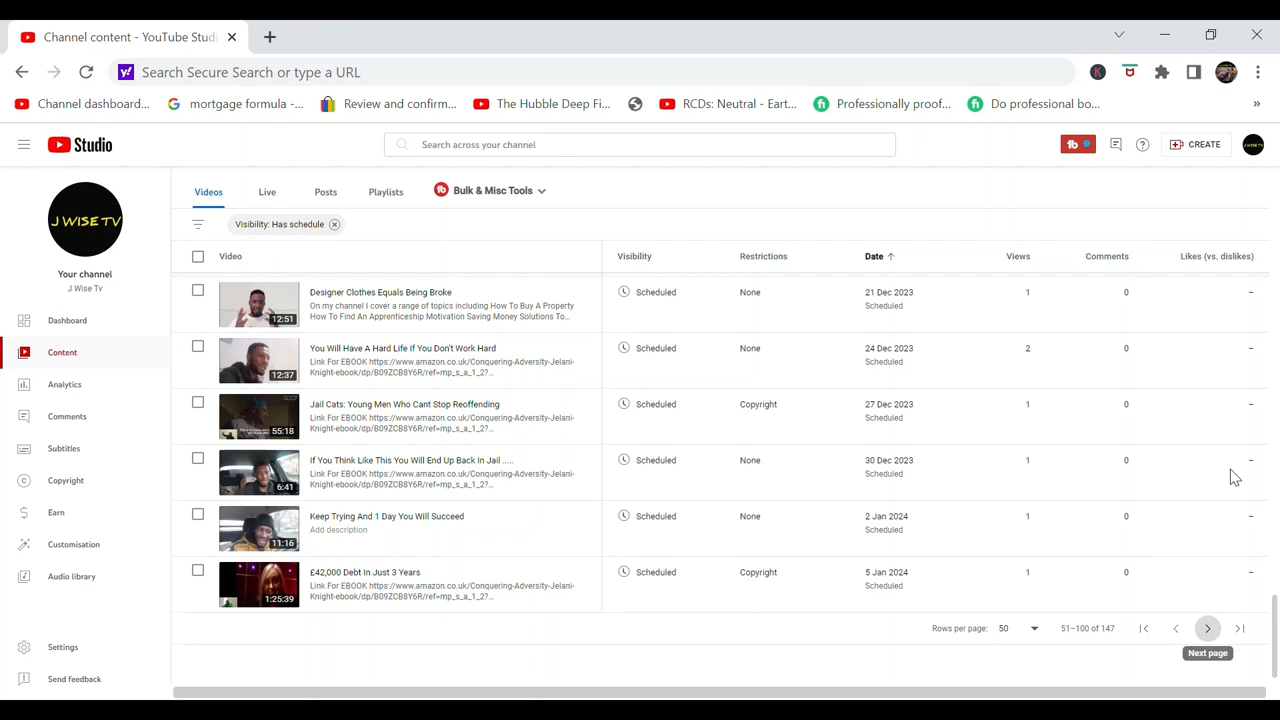 Channel content - YouTube Studi
Search Secure Search or type a URL
Channel dashboard...
mortgage formula -...
Review and confirm...
The Hubble Deep Fi...
RCDs: Neutral - Eart...
Professionally proof...
Do professional bo...
»
Studio
Search across your channel
CREATE
J WISE TV
Your channel
J Wise Tv
Dashboard
Content
Analytics
Comments
Subtitles
Copyright
Earn
Customisation
Audio library
Settings
Send feedback
Videos Live Posts Playlists Bulk & Misc Tools
Visibility: Has schedule
Video Visibility Restrictions Date Views Comments Likes (vs. dislikes)
12:51
Designer Clothes Equals Being Broke
On my channel I cover a range of topics including How To Buy A Property
How To Find An Apprenticeship Motivation Saving Money Solutions To...
Scheduled None 21 Dec 2023 1 0 –
Scheduled
12:37
You Will Have A Hard Life If You Don't Work Hard
Link For EBOOK https://www.amazon.co.uk/Conquering-Adversity-Jelani-
Knight-ebook/dp/B09ZCB8Y6R/ref=mp_s_a_1_2?...
Scheduled None 24 Dec 2023 2 0 –
Scheduled
55:18
Jail Cats: Young Men Who Cant Stop Reoffending
Link For EBOOK https://www.amazon.co.uk/Conquering-Adversity-Jelani-
Knight-ebook/dp/B09ZCB8Y6R/ref=mp_s_a_1_2?...
Scheduled Copyright 27 Dec 2023 1 0 –
Scheduled
6:41
If You Think Like This You Will End Up Back In Jail .....
Link For EBOOK https://www.amazon.co.uk/Conquering-Adversity-Jelani-
Knight-ebook/dp/B09ZCB8Y6R/ref=mp_s_a_1_2?...
Scheduled None 30 Dec 2023 1 0 –
Scheduled
11:16
Keep Trying And 1 Day You Will Succeed
Add description
Scheduled None 2 Jan 2024 1 0 –
Scheduled
1:25:39
£42,000 Debt In Just 3 Years
Link For EBOOK https://www.amazon.co.uk/Conquering-Adversity-Jelani-
Knight-ebook/dp/B09ZCB8Y6R/ref=mp_s_a_1_2?...
Scheduled Copyright 5 Jan 2024 1 0 –
Scheduled
Rows per page: 50 51–100 of 147
Next page